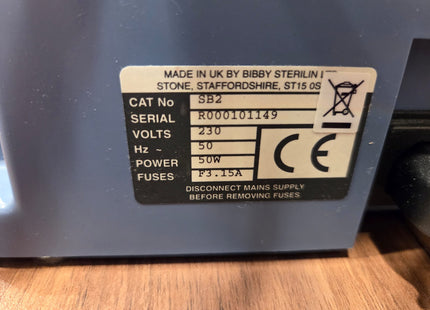 MADE IN UK BY BIBBY STERILIN
STONE, STAFFORDSHIRE, ST15
CAT No SB2
SERIAL R000101149
VOLTS 230
Hz ~ 50
POWER 50W
FUSES F3.15A
CE
DISCONNECT MAINS SUPPLY
BEFORE REMOVING FUSES